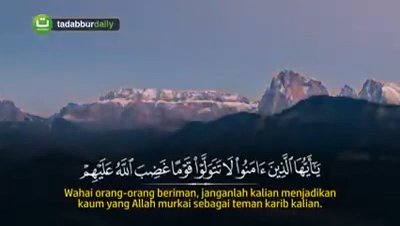 tadabburdaily
يَٰٓأَيُّهَا ٱلَّذِينَ ءَامَنُوا۟ لَا تَتَوَلَّوْا۟ قَوْمًا غَضِبَ ٱللَّهُ عَلَيْهِمْ
Wahai orang-orang beriman, janganlah kalian menjadikan
kaum yang Allah murkai sebagai teman karib kalian.